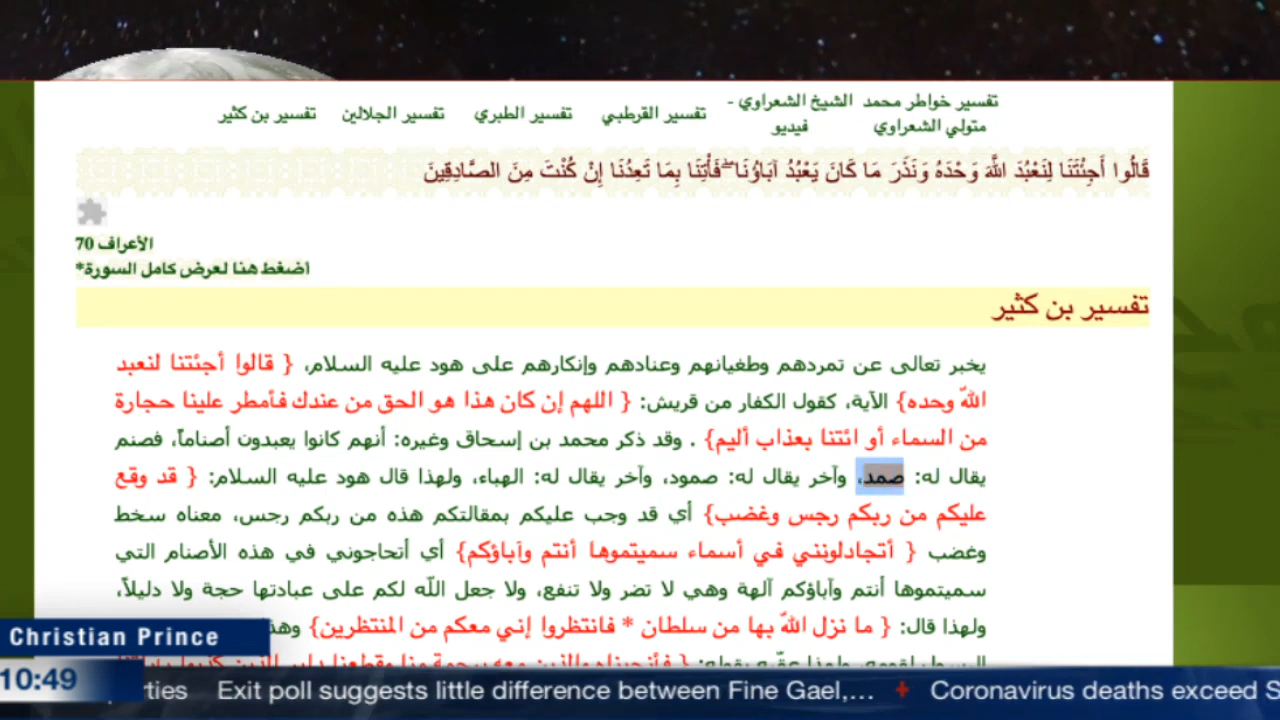 تفسير خواطر محمد متولي الشعراوي
الشيخ الشعراوي - فيديو
تفسير القرطبي
تفسير الطبري
تفسير الجلالين
تفسير بن كثير
قَالُوا أَجِئْتَنَا لِنَعْبُدَ اللَّهَ وَحْدَهُ وَنَذَرَ مَا كَانَ يَعْبُدُ آبَاؤُنَا ۖ فَأْتِنَا بِمَا تَعِدُنَا إِنْ كُنْتَ مِنَ الصَّادِقِينَ
الأعراف 70
اضغط هنا لعرض كامل السورة*
تفسير بن كثير
يخبر تعالى عن تمردهم وطغيانهم وعنادهم وإنكارهم على هود عليه السلام، { قالوا أجئتنا لنعبد
اللّه وحده} الآية، كقول الكفار من قريش: { اللهم إن كان هذا هو الحق من عندك فأمطر علينا حجارة
من السماء أو ائتنا بعذاب أليم} . وقد ذكر محمد بن إسحاق وغيره: أنهم كانوا يعبدون أصناماً، فصنم
يقال له: صمد، وآخر يقال له: صمود، وآخر يقال له: الهباء، ولهذا قال هود عليه السلام: { قد وقع
عليكم من ربكم رجس وغضب} أي قد وجب عليكم بمقالتكم هذه من ربكم رجس، معناه سخط
وغضب { أتجادلونني في أسماء سميتموها أنتم وآباؤكم} أي أتحاجوني في هذه الأصنام التي
سميتموها أنتم وآباؤكم آلهة وهي لا تضر ولا تنفع، ولا جعل اللّه لكم على عبادتها حجة ولا دليلاً،
ولهذا قال: { ما نزل اللّه بها من سلطان * فانتظروا إني معكم من المنتظرين} وهذا
Christian Prince
10:49
rties Exit poll suggests little difference between Fine Gael,... + Coronavirus deaths exceed S